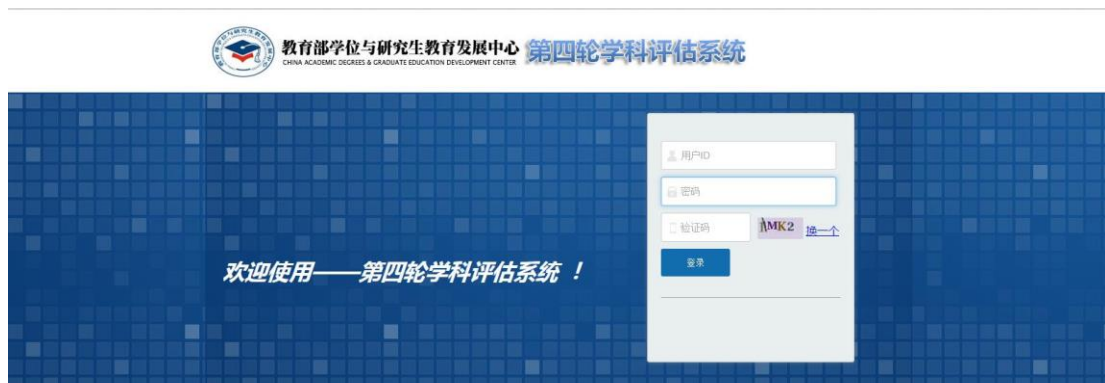 教育部学位与研究生教育发展中心 第四轮学科评估系统
CHINA ACADEMIC DEGREES & GRADUATE EDUCATION DEVELOPMENT CENTER
用户ID
密码
验证码 MK2 换一个
登录
欢迎使用——第四轮学科评估系统 !